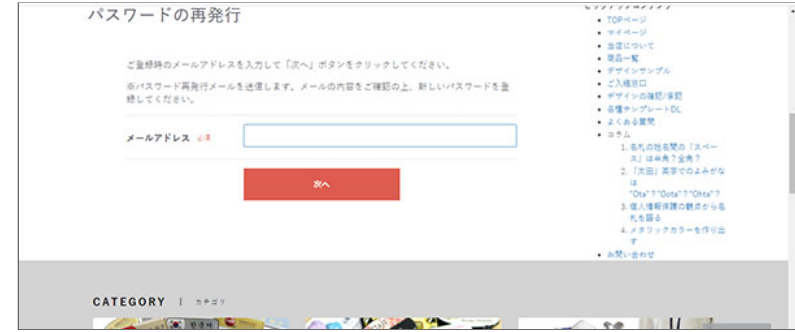 パスワードの再発行
ご登録時のメールアドレスを入力して「次へ」ボタンをクリックしてください。
※パスワード再発行メールを送信します。メールの内容をご確認の上、新しいパスワードを登
録してください。
メールアドレス 必須
次へ
TOPページ
マイページ
当店について
商品一覧
デザインサンプル
ご入稿窓口
デザインの確認/承認
各種テンプレートDL
よくある質問
コラム
1. 名札の姓名間の「スペー
ス」は半角？全角？
2. 「太田」英字でのよみがな
は
"Ota"？"Oota"？"Ohta"？
3. 個人情報保護の観点から名
札を語る
4. メタリックカラーを作り出
す
お問い合わせ
CATEGORY | カテゴリ